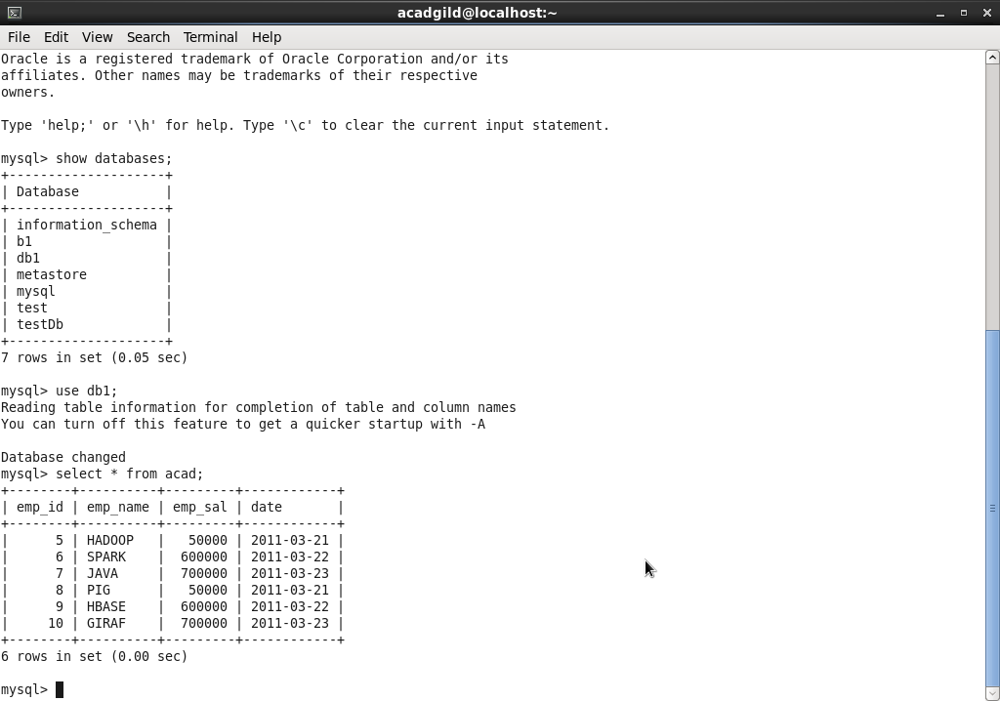 acadgild@localhost:~
File Edit View Search Terminal Help
Oracle is a registered trademark of Oracle Corporation and/or its
affiliates. Other names may be trademarks of their respective
owners.

Type 'help;' or '\h' for help. Type '\c' to clear the current input statement.

mysql> show databases;
+--------------------+
| Database           |
+--------------------+
| information_schema |
| b1                 |
| db1                |
| metastore          |
| mysql              |
| test               |
| testDb             |
+--------------------+
7 rows in set (0.05 sec)

mysql> use db1;
Reading table information for completion of table and column names
You can turn off this feature to get a quicker startup with -A

Database changed
mysql> select * from acad;
+--------+----------+---------+------------+
| emp_id | emp_name | emp_sal | date       |
+--------+----------+---------+------------+
|      5 | HADOOP   |   50000 | 2011-03-21 |
|      6 | SPARK    |  600000 | 2011-03-22 |
|      7 | JAVA     |  700000 | 2011-03-23 |
|      8 | PIG      |   50000 | 2011-03-21 |
|      9 | HBASE    |  600000 | 2011-03-22 |
|     10 | GIRAF    |  700000 | 2011-03-23 |
+--------+----------+---------+------------+
6 rows in set (0.00 sec)

mysql>